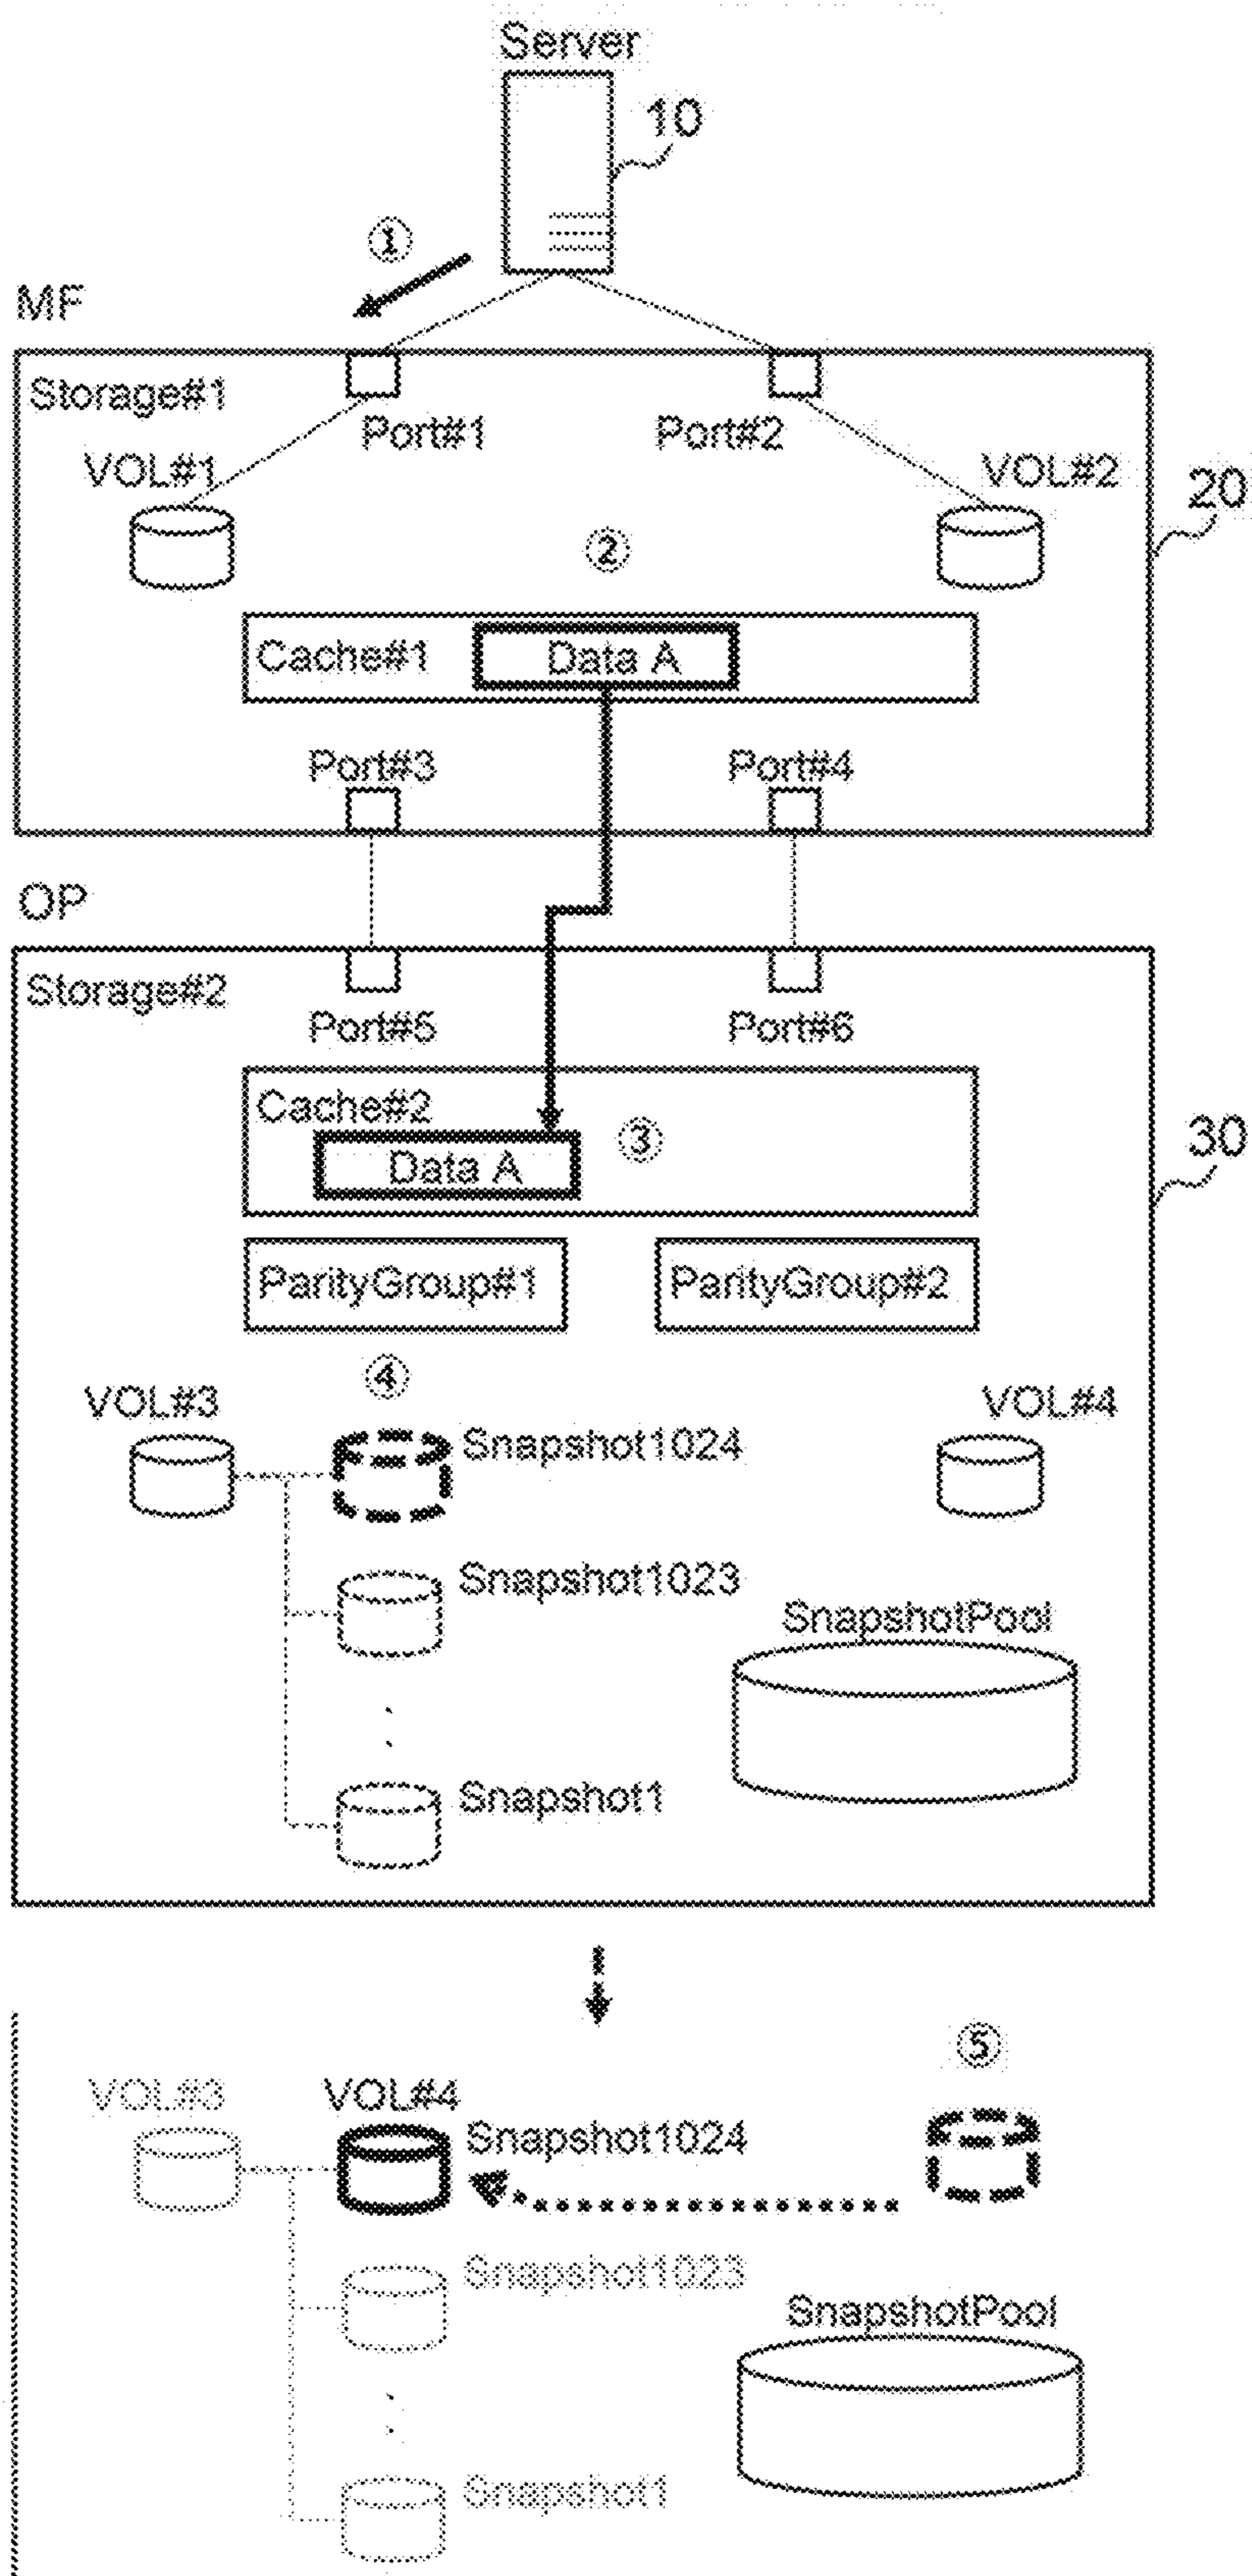 Server
10
①
MF
Storage#1
Port#1
Port#2
VOL#1
VOL#2
20
②
Cache#1
Data A
Port#3
Port#4
OP
Storage#2
Port#5
Port#6
Cache#2
③
Data A
30
ParityGroup#1
ParityGroup#2
④
VOL#3
VOL#4
Snapshot1024
Snapshot1023
SnapshotPool
Snapshot1
⑤
VOL#3
VOL#4
Snapshot1024
Snapshot1023
SnapshotPool
Snapshot1